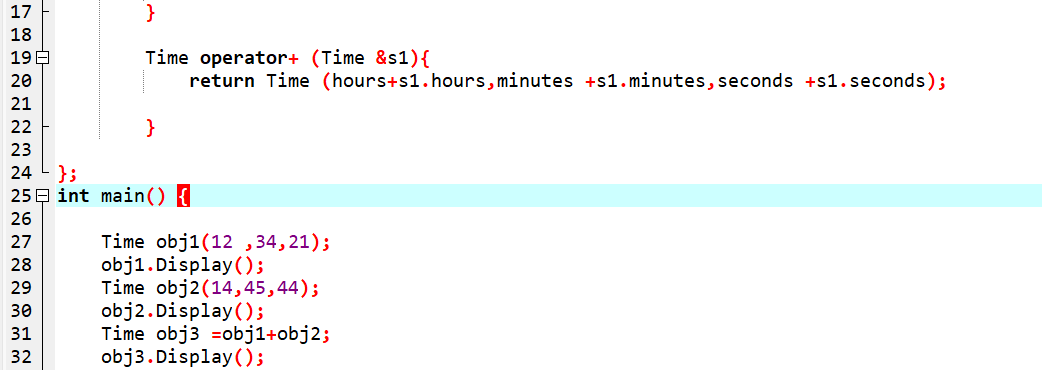 17 }
18
19 Time operator+ (Time &s1){
20 return Time (hours+s1.hours,minutes +s1.minutes,seconds +s1.seconds);
21
22 }
23
24 };
25 int main() {
26
27 Time obj1(12 ,34,21);
28 obj1.Display();
29 Time obj2(14,45,44);
30 obj2.Display();
31 Time obj3 =obj1+obj2;
32 obj3.Display();